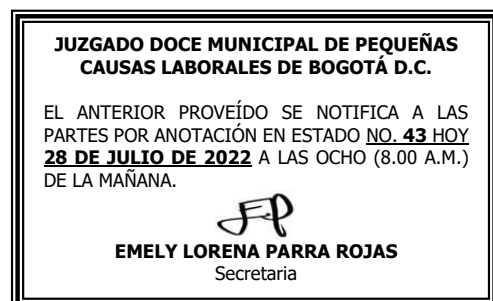 JUZGADO DOCE MUNICIPAL DE PEQUEÑAS
CAUSAS LABORALES DE BOGOTÁ D.C.
EL ANTERIOR PROVEÍDO SE NOTIFICA A LAS
PARTES POR ANOTACIÓN EN ESTADO NO. 43 HOY
28 DE JULIO DE 2022 A LAS OCHO (8.00 A.M.)
DE LA MAÑANA.
EMELY LORENA PARRA ROJAS
Secretaria